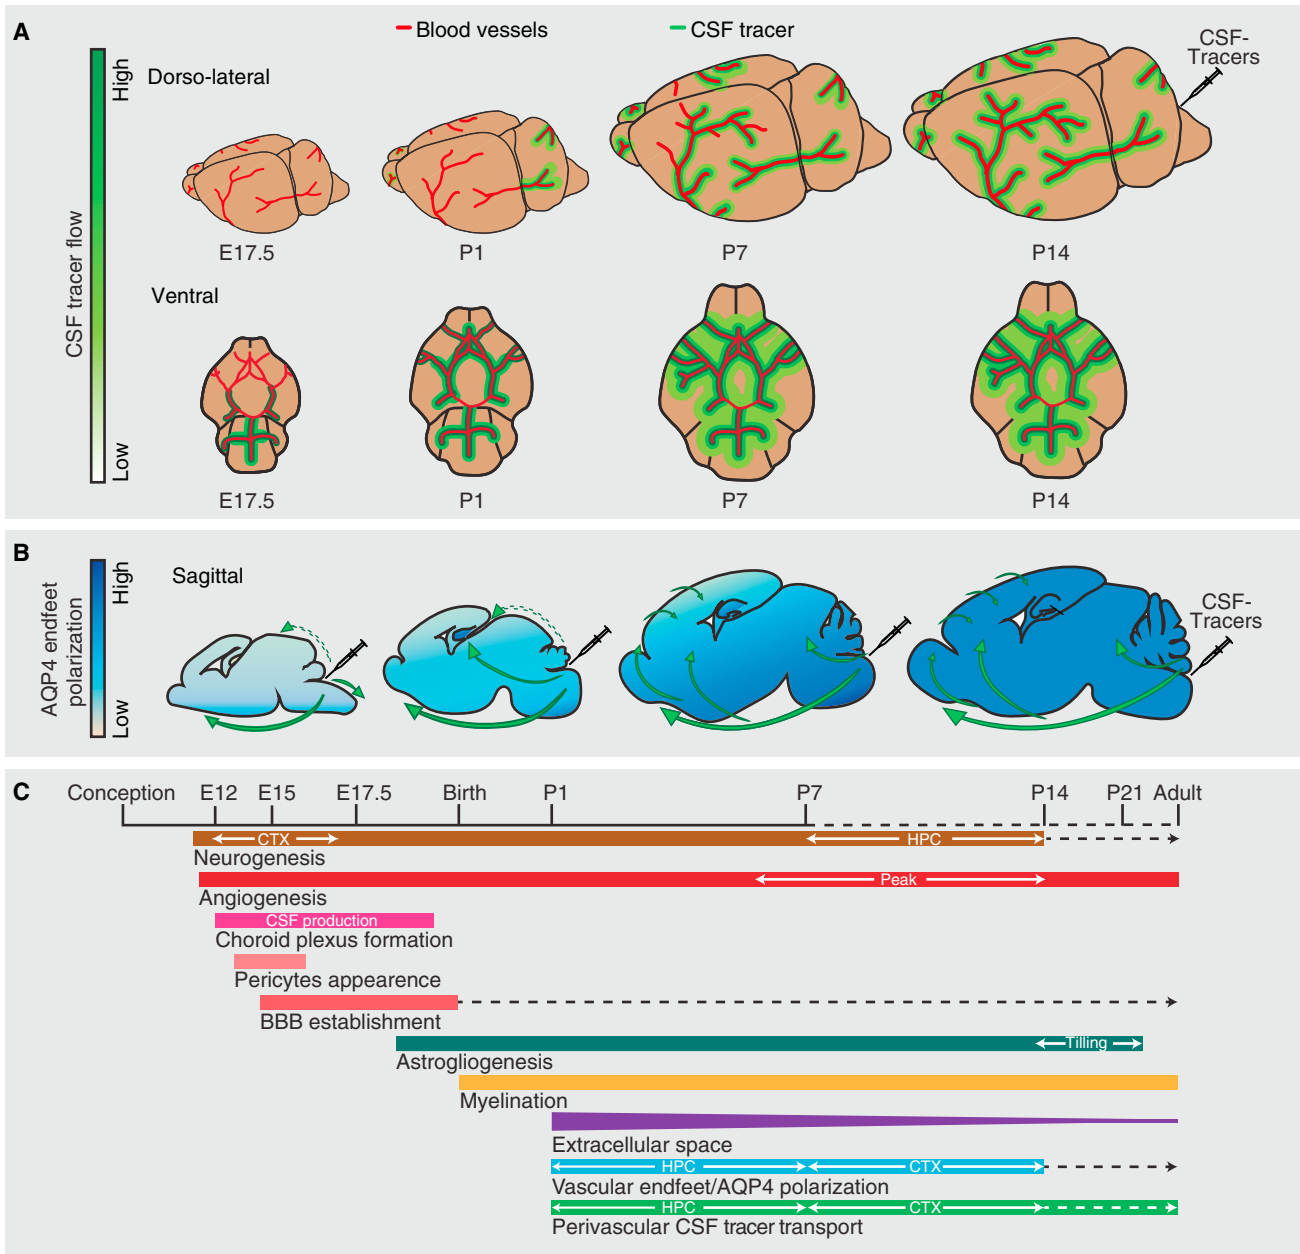 A
Blood vessels
CSF tracer
CSF-
Tracers
High
Dorso-lateral
CSF tracer flow
E17.5
P1
P7
P14
Ventral
Low
E17.5
P1
P7
P14
B
AQP4 endfeet
polarization
High
Low
Sagittal
CSF-
Tracers
C
Conception
E12
E15
E17.5
Birth
P1
P7
P14
P21
Adult
CTX
HPC
Neurogenesis
Peak
Angiogenesis
CSF production
Choroid plexus formation
Pericytes appearence
BBB establishment
Tilling
Astrogliogenesis
Myelination
Extracellular space
HPC
CTX
Vascular endfeet/AQP4 polarization
HPC
CTX
Perivascular CSF tracer transport